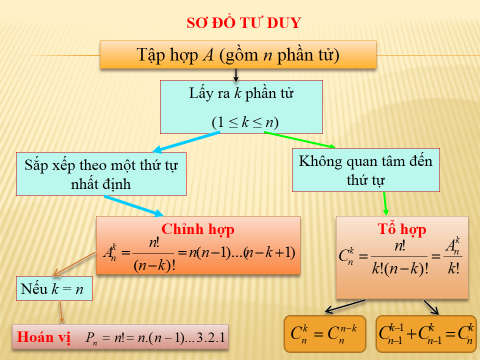 SƠ ĐỒ TƯ DUY
Tập hợp A (gồm n phần tử)
Lấy ra k phần tử
(1 ≤ k ≤ n)
Sắp xếp theo một thứ tự
nhất định
Không quan tâm đến
thứ tự
Chỉnh hợp
A_n^k = n!/(n−k)! = n(n−1)...(n−k+1)
Tổ hợp
C_n^k = n!/k!(n−k)! = A_n^k/k!
Nếu k = n
Hoán vị P_n = n! = n.(n−1)...3.2.1
C_n^k = C_n^{n−k}
C_{n−1}^{k−1} + C_{n−1}^k = C_n^k